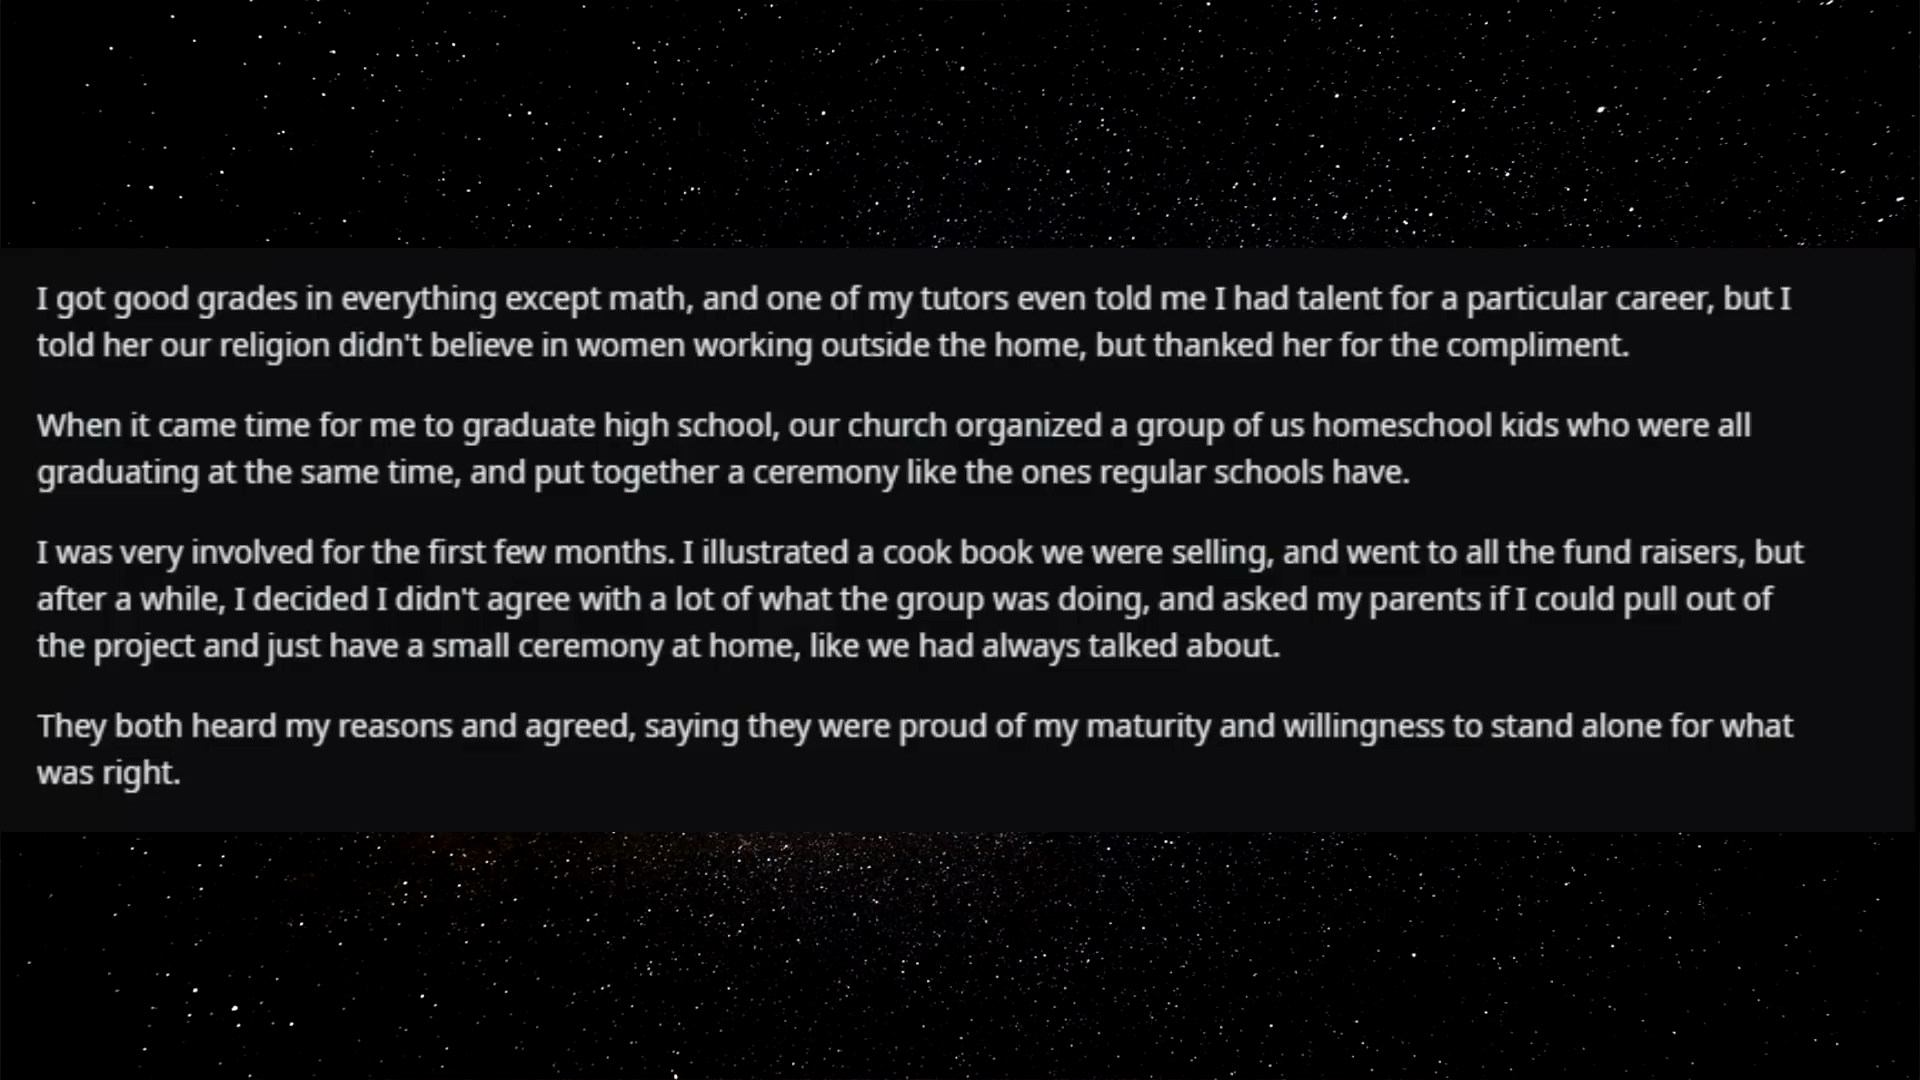 I got good grades in everything except math, and one of my tutors even told me I had talent for a particular career, but I
told her our religion didn't believe in women working outside the home, but thanked her for the compliment.
When it came time for me to graduate high school, our church organized a group of us homeschool kids who were all
graduating at the same time, and put together a ceremony like the ones regular schools have.
I was very involved for the first few months. I illustrated a cook book we were selling, and went to all the fund raisers, but
after a while, I decided I didn't agree with a lot of what the group was doing, and asked my parents if I could pull out of
the project and just have a small ceremony at home, like we had always talked about.
They both heard my reasons and agreed, saying they were proud of my maturity and willingness to stand alone for what
was right.